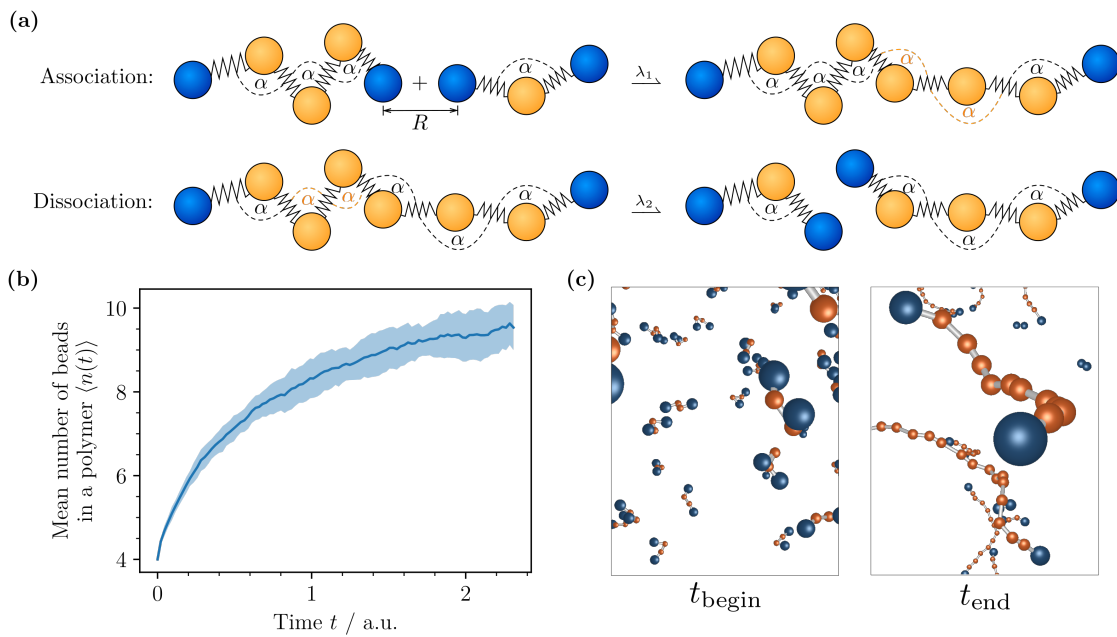 (a)
Association:
α α α + α
R
λ₁
α α α α α
Dissociation:
α α α α α α
λ₂
α α α α
(b)
Mean number of beads
in a polymer ⟨n(t)⟩
10
8
6
4
0 1 2
Time t / a.u.
(c)
t_begin t_end